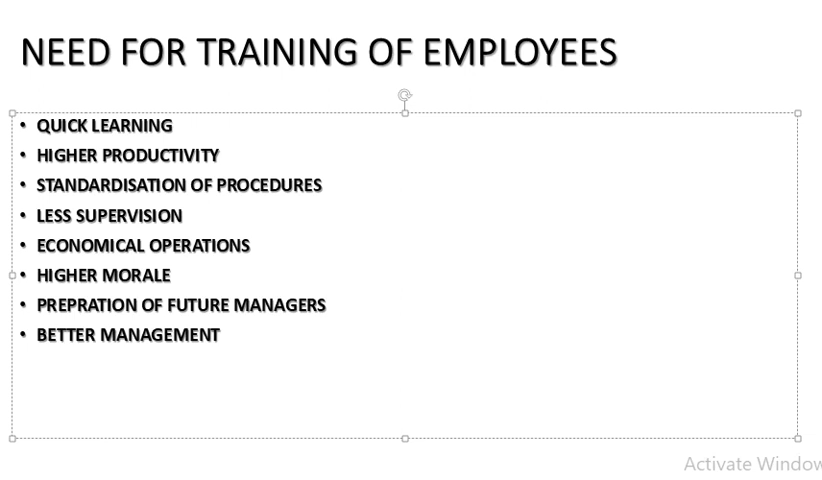 NEED FOR TRAINING OF EMPLOYEES
• QUICK LEARNING
• HIGHER PRODUCTIVITY
• STANDARDISATION OF PROCEDURES
• LESS SUPERVISION
• ECONOMICAL OPERATIONS
• HIGHER MORALE
• PREPRATION OF FUTURE MANAGERS
• BETTER MANAGEMENT
Activate Window